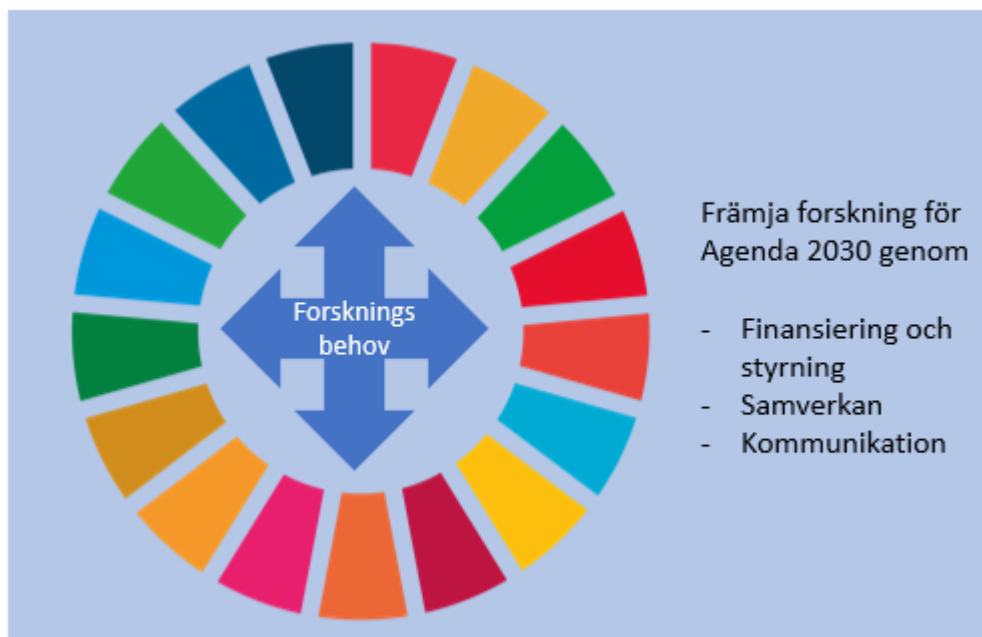 Forsknings
behov
Främja forskning för
Agenda 2030 genom
- Finansiering och
styrning
- Samverkan
- Kommunikation